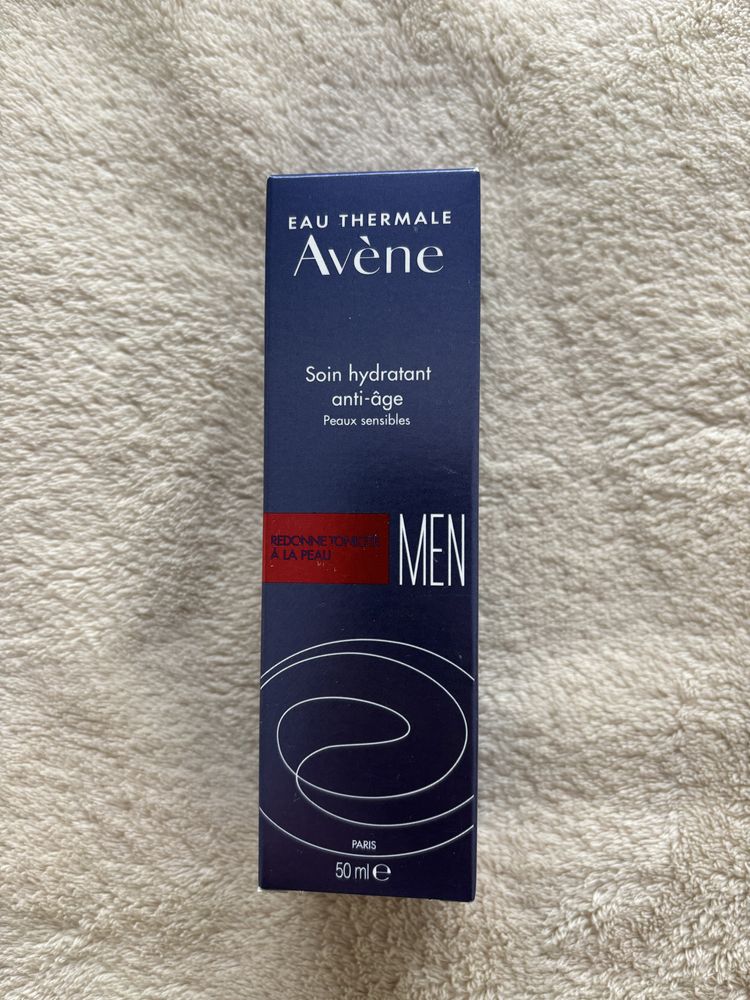 EAU THERMALE
Avène
Soin hydratant
anti-âge
Peaux sensibles
REDONNE TONICITÉ
À LA PEAU
MEN
PARIS
50 ml e